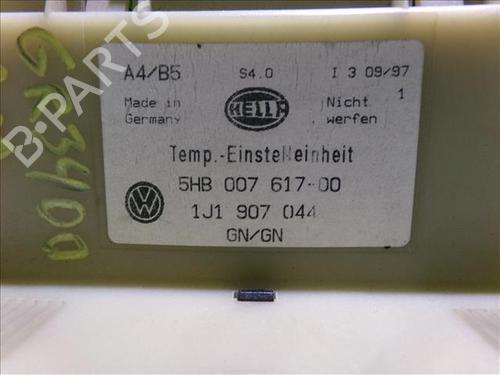 A4/B5 S4.0 I 3 09/97
Made in HELLA Nicht 1
Germany werfen
Temp.-Einstelleinheit
5HB 007 617-00
1J1 907 044
GN/GN
B-PARTS